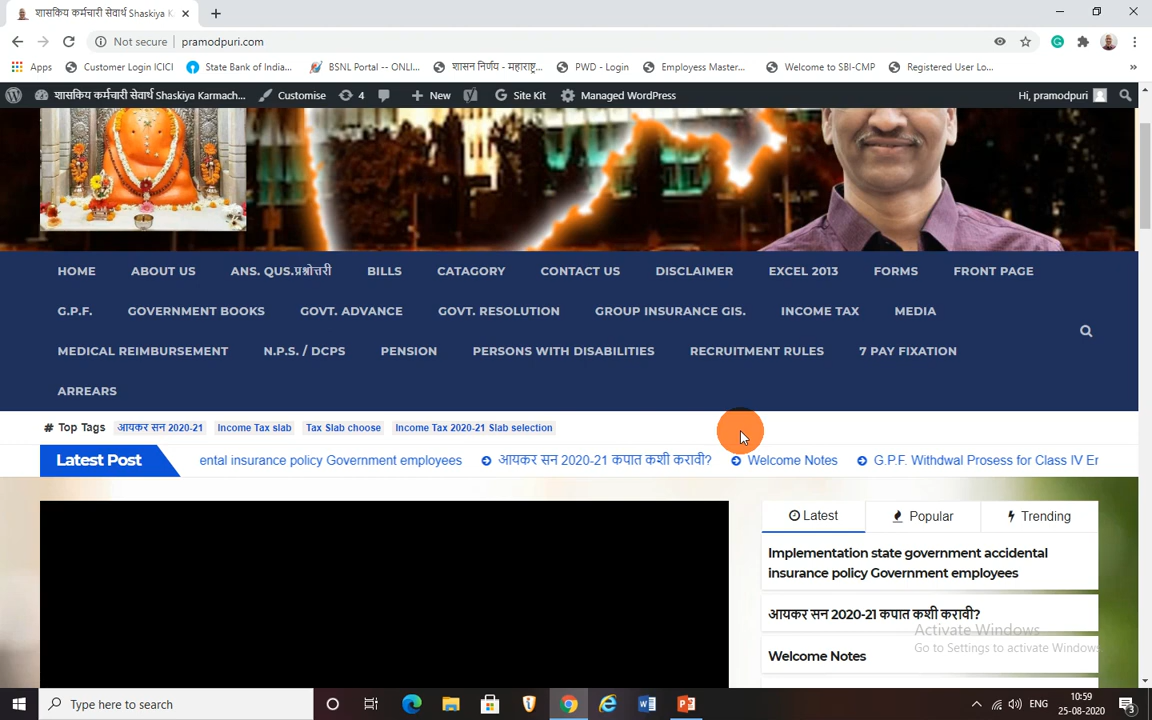 शासकिय कर्मचारी सेवार्थ Shaskiya K
Not secure pramodpuri.com
Apps Customer Login ICICI State Bank of India... BSNL Portal -- ONLI... शासन निर्णय - महाराष्ट्र... PWD - Login Employess Master... Welcome to SBI-CMP Registered User Lo... »
शासकिय कर्मचारी सेवार्थ Shaskiya Karmach... Customise 4 New Site Kit Managed WordPress Hi, pramodpuri
HOME ABOUT US ANS. QUS.प्रश्नोत्तरी BILLS CATAGORY CONTACT US DISCLAIMER EXCEL 2013 FORMS FRONT PAGE
G.P.F. GOVERNMENT BOOKS GOVT. ADVANCE GOVT. RESOLUTION GROUP INSURANCE GIS. INCOME TAX MEDIA
MEDICAL REIMBURSEMENT N.P.S. / DCPS PENSION PERSONS WITH DISABILITIES RECRUITMENT RULES 7 PAY FIXATION
ARREARS
# Top Tags आयकर सन 2020-21 Income Tax slab Tax Slab choose Income Tax 2020-21 Slab selection
Latest Post ental insurance policy Government employees आयकर सन 2020-21 कपात कशी करावी? Welcome Notes G.P.F. Withdwal Prosess for Class IV Er
Latest Popular Trending
Implementation state government accidental
insurance policy Government employees
आयकर सन 2020-21 कपात कशी करावी?
Activate Windows
Go to Settings to activate Windows
Welcome Notes
Type here to search ENG 10:59
25-08-2020 3